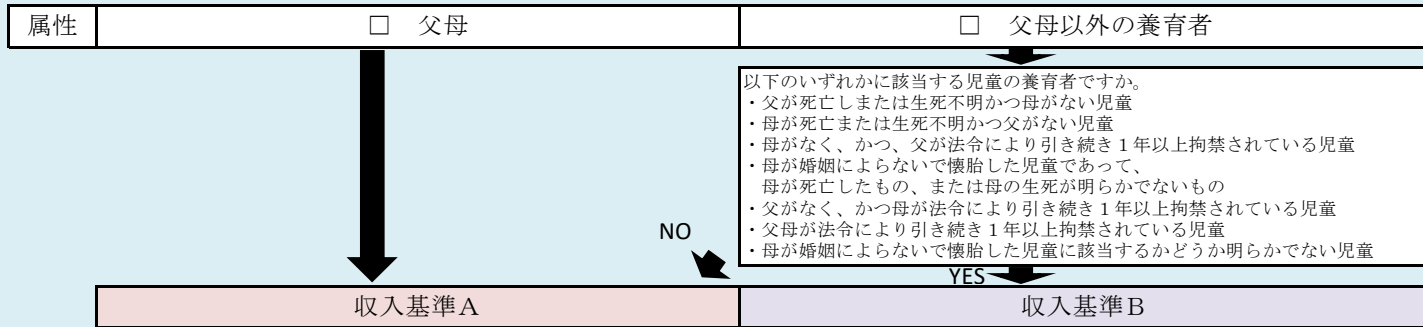 属性 □　父母 □　父母以外の養育者
以下のいずれかに該当する児童の養育者ですか。
・父が死亡しまたは生死不明かつ母がない児童
・母が死亡または生死不明かつ父がない児童
・母がなく、かつ、父が法令により引き続き１年以上拘禁されている児童
・母が婚姻によらないで懐胎した児童であって、
　母が死亡したもの、または母の生死が明らかでないもの
・父がなく、かつ母が法令により引き続き１年以上拘禁されている児童
・父母が法令により引き続き１年以上拘禁されている児童
・母が婚姻によらないで懐胎した児童に該当するかどうか明らかでない児童
NO
YES
収入基準Ａ 収入基準Ｂ